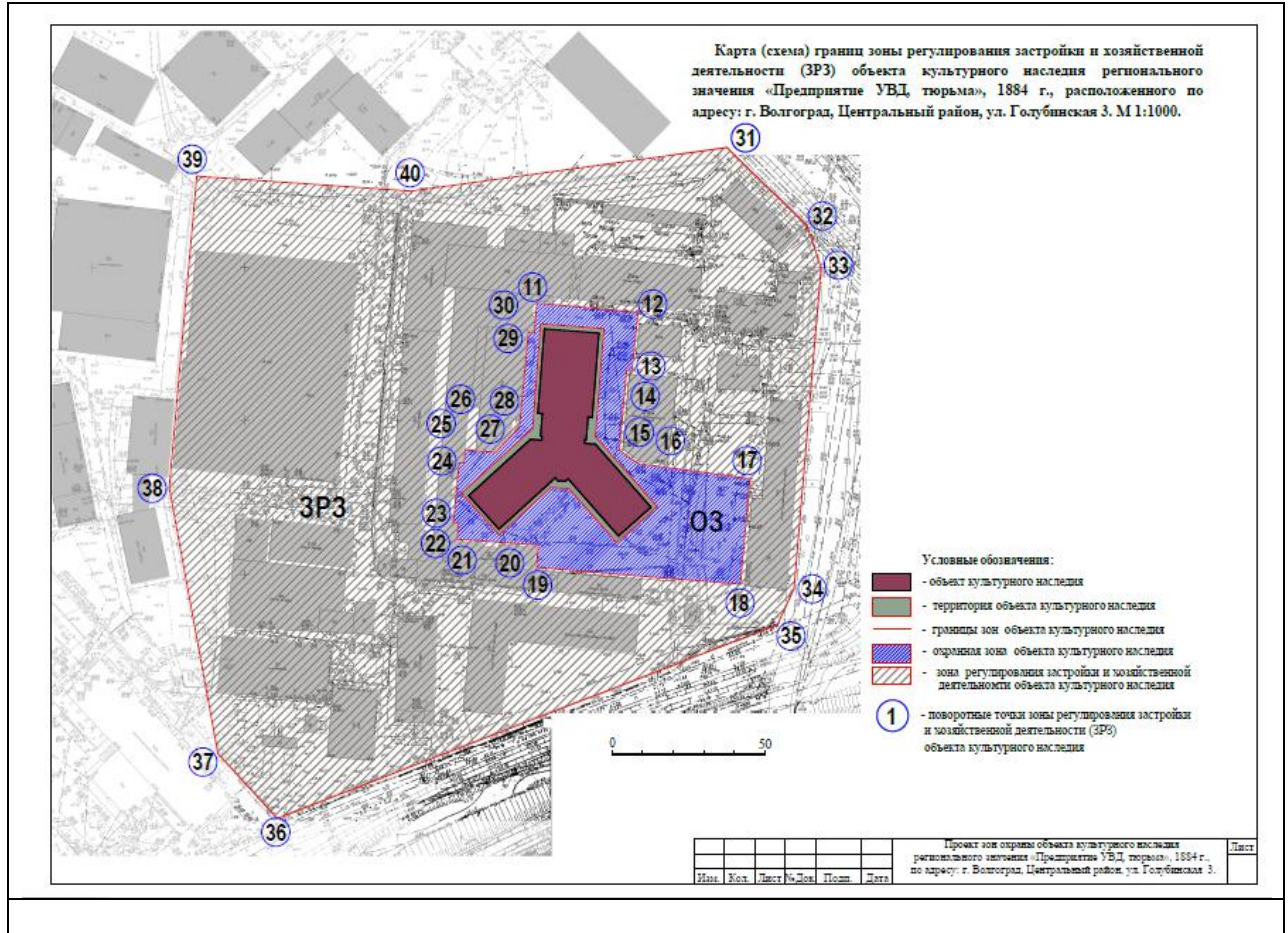 Карта (схема) границ зоны регулирования застройки и хозяйственной
деятельности (ЗРЗ) объекта культурного наследия регионального
значения «Предприятие УВД, тюрьма», 1884 г., расположенного по
адресу: г. Волгоград, Центральный район, ул. Голубинская 3. М 1:1000.
31
39
40
32
33
11
30
12
29
13
26
28
14
25
27
15
16
24
17
38
ЗРЗ
23
ОЗ
22
21
20
19
18
34
35
37
36
Условные обозначения:
- объект культурного наследия
- территория объекта культурного наследия
- границы зон объекта культурного наследия
- охранная зона объекта культурного наследия
- зона регулирования застройки и хозяйственной
деятельномти объекта культурного наследия
1
- поворотные точки зоны регулирования застройки
и хозяйственной деятельности (ЗРЗ)
объекта культурного наследия
0 50
Проект зон охраны объекта культурного наследия
регионального значения «Предприятие УВД, тюрьма», 1884 г.,
по адресу: г. Волгоград, Центральный район, ул. Голубинская 3.
Лист
Изм. Кол. Лист №Док Подп. Дата